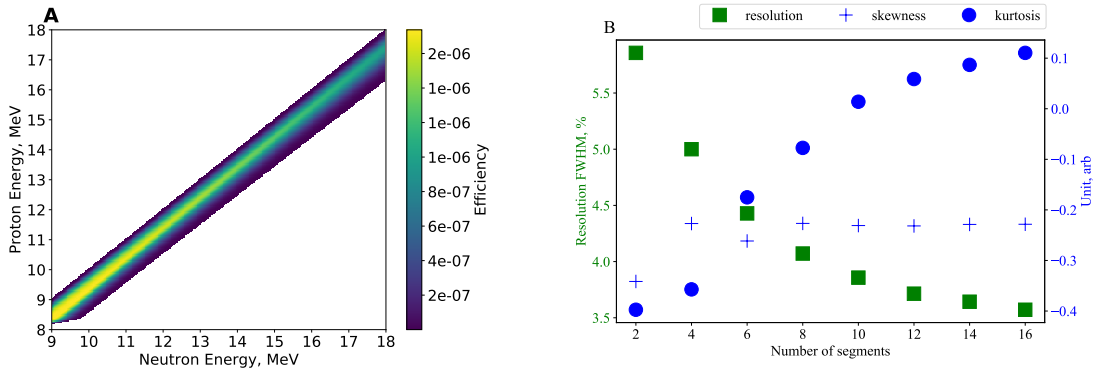 A
18
17
16
15
14
13
12
11
10
9
8
Proton Energy, MeV
9 10 11 12 13 14 15 16 17 18
Neutron Energy, MeV
2e-06
1e-06
1e-06
1e-06
8e-07
6e-07
4e-07
2e-07
Efficiency
B
resolution skewness kurtosis
5.5
5.0
4.5
4.0
3.5
Resolution FWHM, %
2 4 6 8 10 12 14 16
Number of segments
0.1
0.0
−0.1
−0.2
−0.3
−0.4
Unit, arb